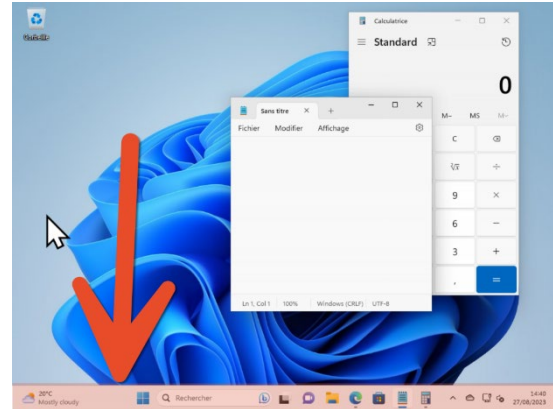 Corbeille
Calculatrice
Standard
0
Sans titre
Fichier Modifier Affichage
M- MS
C
9 ×
6 −
3 +
, =
Ln 1, Col 1 100% Windows (CRLF) UTF-8
20°C
Mostly cloudy
Rechercher
14:40
27/08/2023